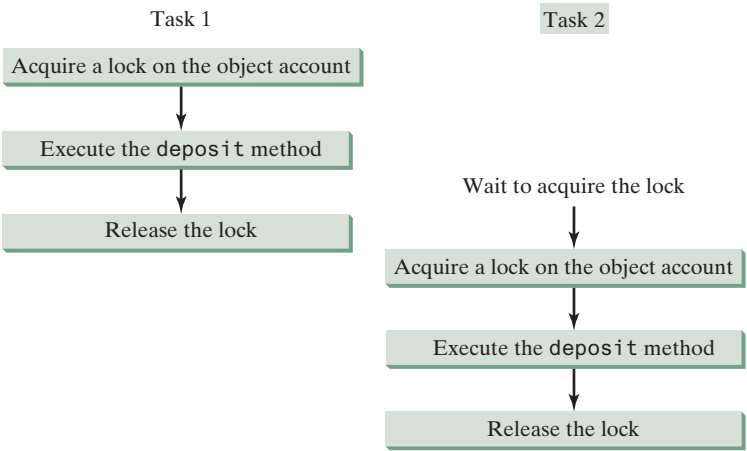 Task 1
Acquire a lock on the object account
Execute the deposit method
Release the lock
Task 2
Wait to acquire the lock
Acquire a lock on the object account
Execute the deposit method
Release the lock